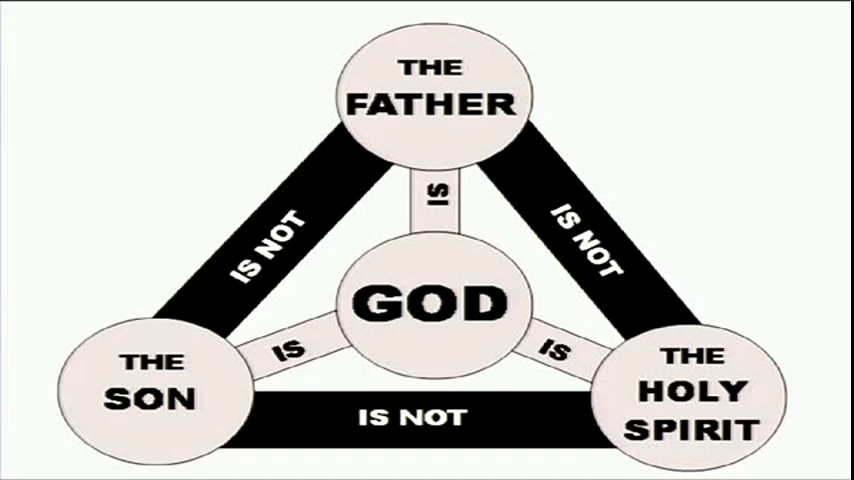 THE
FATHER
IS
IS NOT
IS NOT
GOD
IS
IS
THE
SON
IS NOT
THE
HOLY
SPIRIT